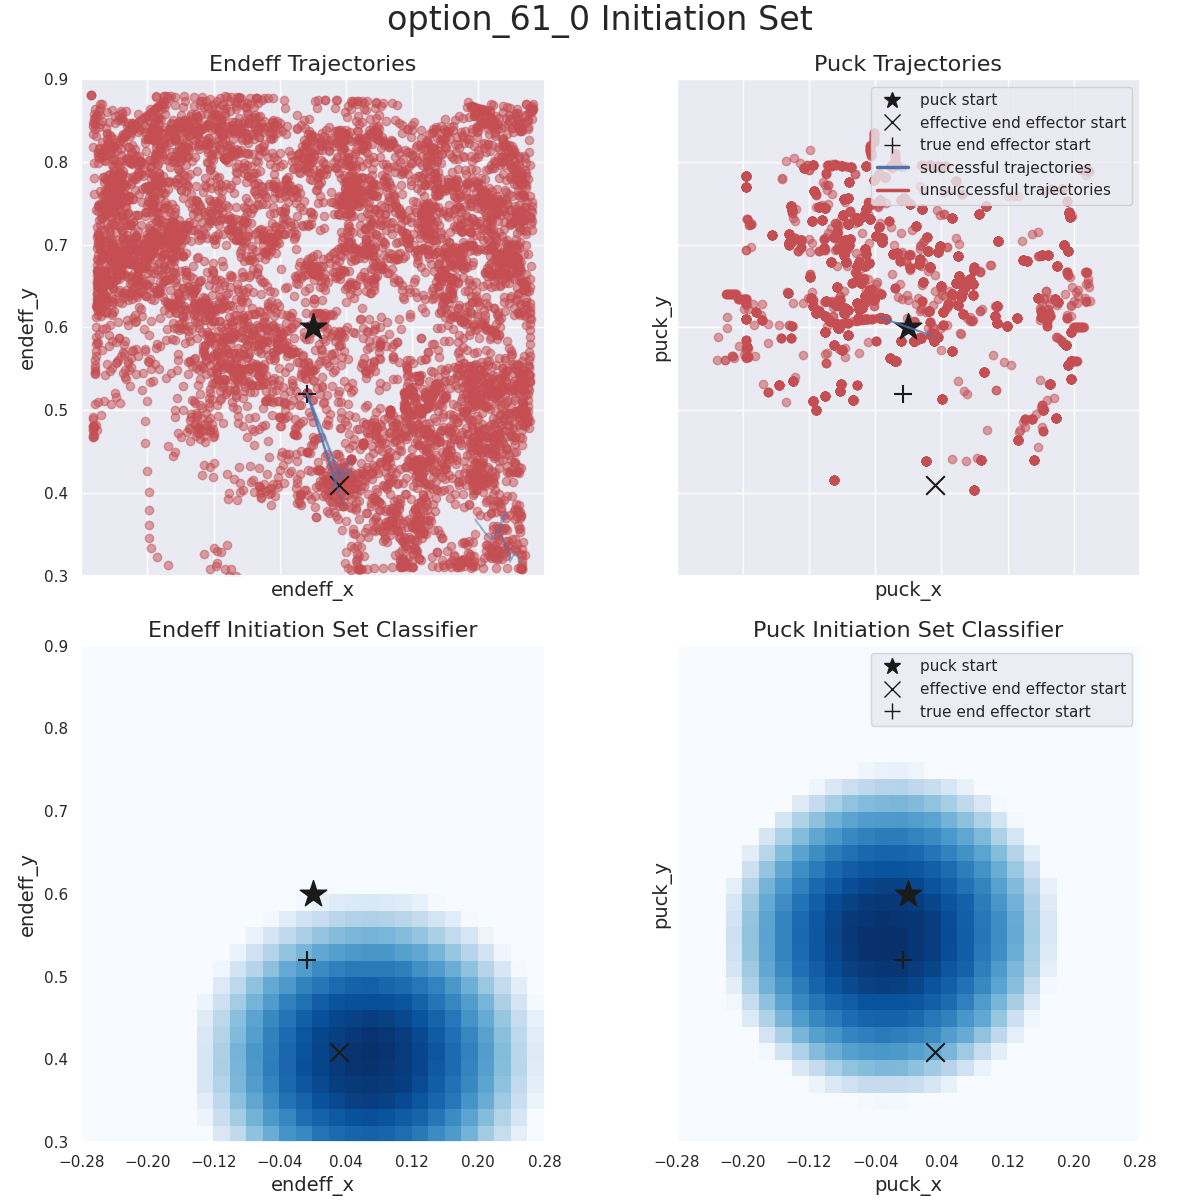 option_61_0 Initiation Set
Endeff Trajectories
Puck Trajectories
0.9
0.8
0.7
0.6
0.5
0.4
0.3
endeff_y
endeff_x
puck_y
puck_x
puck start
effective end effector start
true end effector start
successful trajectories
unsuccessful trajectories
Endeff Initiation Set Classifier
Puck Initiation Set Classifier
0.9
0.8
0.7
0.6
0.5
0.4
0.3
endeff_y
−0.28 −0.20 −0.12 −0.04 0.04 0.12 0.20 0.28
endeff_x
puck_y
puck start
effective end effector start
true end effector start
−0.28 −0.20 −0.12 −0.04 0.04 0.12 0.20 0.28
puck_x